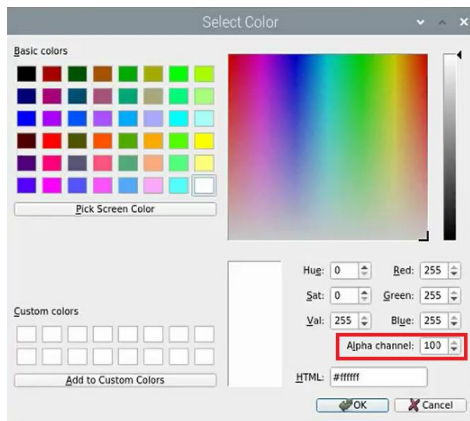 Select Color
Basic colors
Pick Screen Color
Hue: 0 Red: 255
Sat: 0 Green: 255
Custom colors
Val: 255 Blue: 255
Alpha channel: 100
Add to Custom Colors
HTML: #ffffff
OK Cancel